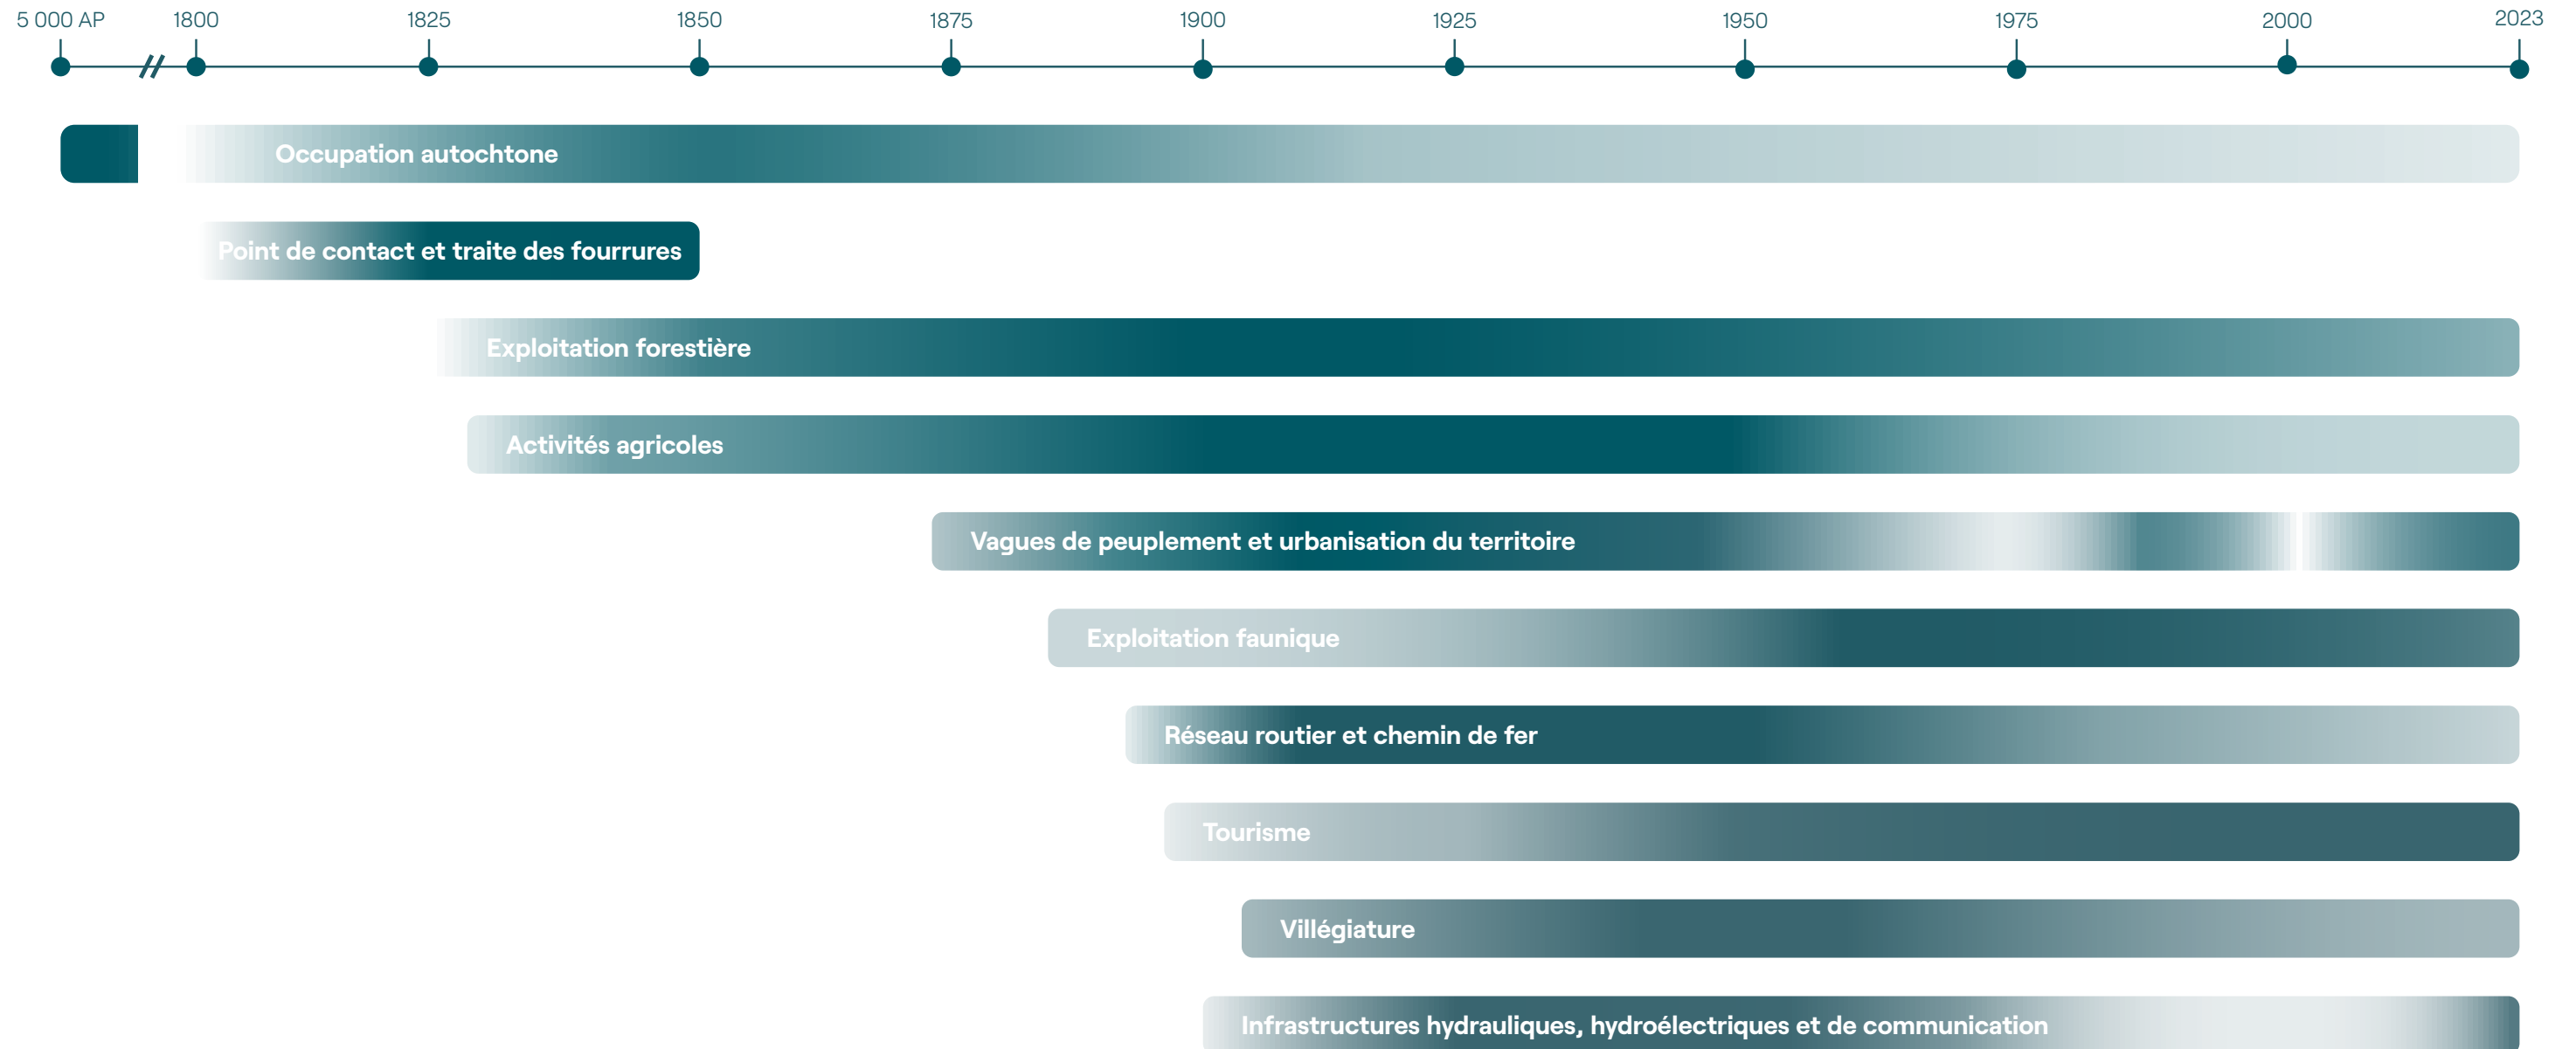 5 000 AP 1800 1825 1850 1875 1900 1925 1950 1975 2000 2023
Occupation autochtone
Point de contact et traite des fourrures
Exploitation forestière
Activités agricoles
Vagues de peuplement et urbanisation du territoire
Exploitation faunique
Réseau routier et chemin de fer
Tourisme
Villégiature
Infrastructures hydrauliques, hydroélectriques et de communication